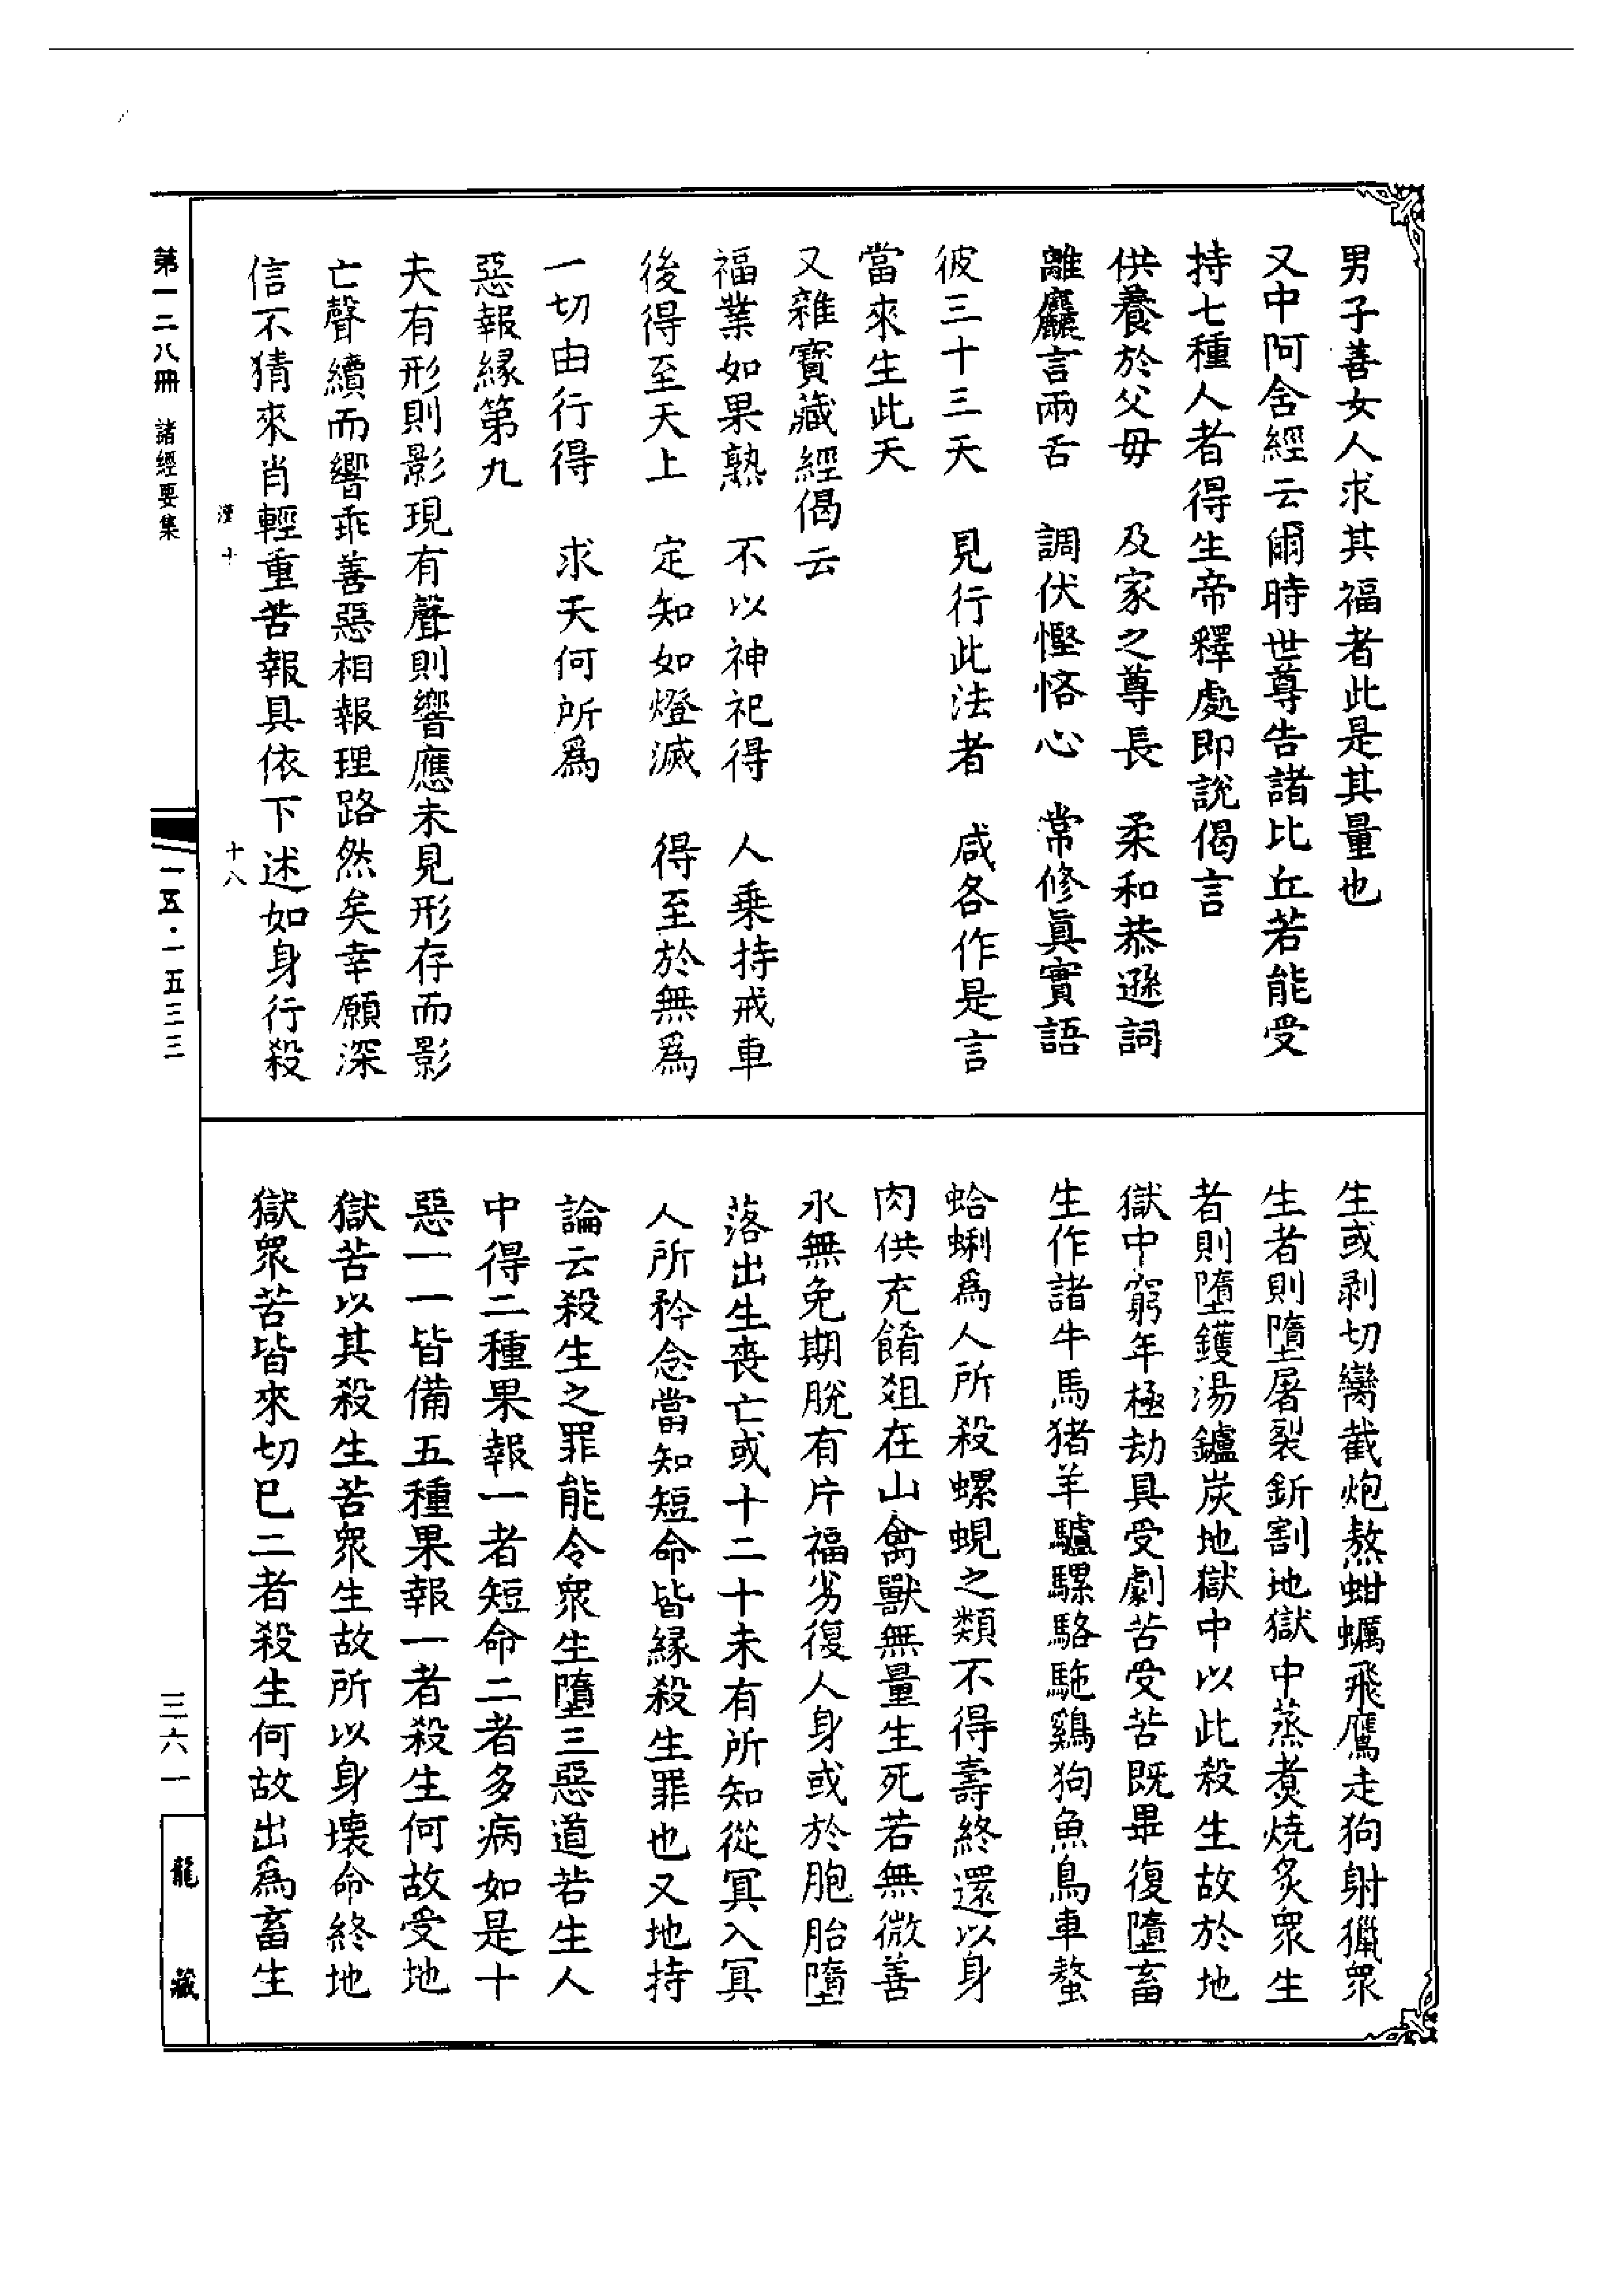 男子善女人求其福者此是其量也
又中阿含經云爾時世尊告諸比丘若能受
持七種人者得生帝釋處即說偈言
供養於父母　及家之尊長　柔和恭遜詞
離麤言兩舌　調伏慳悋心　常修眞實語
彼三十三天　見行此法者　咸各作是言
當來生此天
又雜寶藏經偈云
福業如果熟　不以神祀得　人乗持戒車
後得至天上　定知如燈滅　得至於無爲
一切由行得　求天何所爲
惡報緣第九
夫有形則影現有聲則響應未見形存而影
亡聲續而響乖善惡相報理路然矣幸願深
信不猜來肖輕重苦報具依下述如身行殺
漢十　十八
生或剥切臠截炮熬蚶蠣飛鷹走狗射獵衆
生者則墮屠裂釿割地獄中蒸煑燒炙衆生
者則墮鑊湯鑪炭地獄中以此殺生故於地
獄中窮年極劫具受劇苦受苦既畢復墮畜
生作諸牛馬猪羊驢騾駱駞鷄狗魚鳥車螯
蛤蜊爲人所殺螺蜆之類不得壽終還以身
肉供充餚俎在山禽獸無量生死若無微善
永無免期脫有片福劣復人身或於胞胎墮
落出生喪亡或十二十未有所知從冥入冥
人所矜念當知短命皆緣殺生罪也又地持
論云殺生之罪能令衆生墮三惡道若生人
中得二種果報一者短命二者多病如是十
惡一一皆備五種果報一者殺生何故受地
獄苦以其殺生苦衆生故所以身壞命終地
獄衆苦皆來切巳二者殺生何故出爲畜生
第一二八冊　諸經要集
一五·一五三三
三六一
龍藏